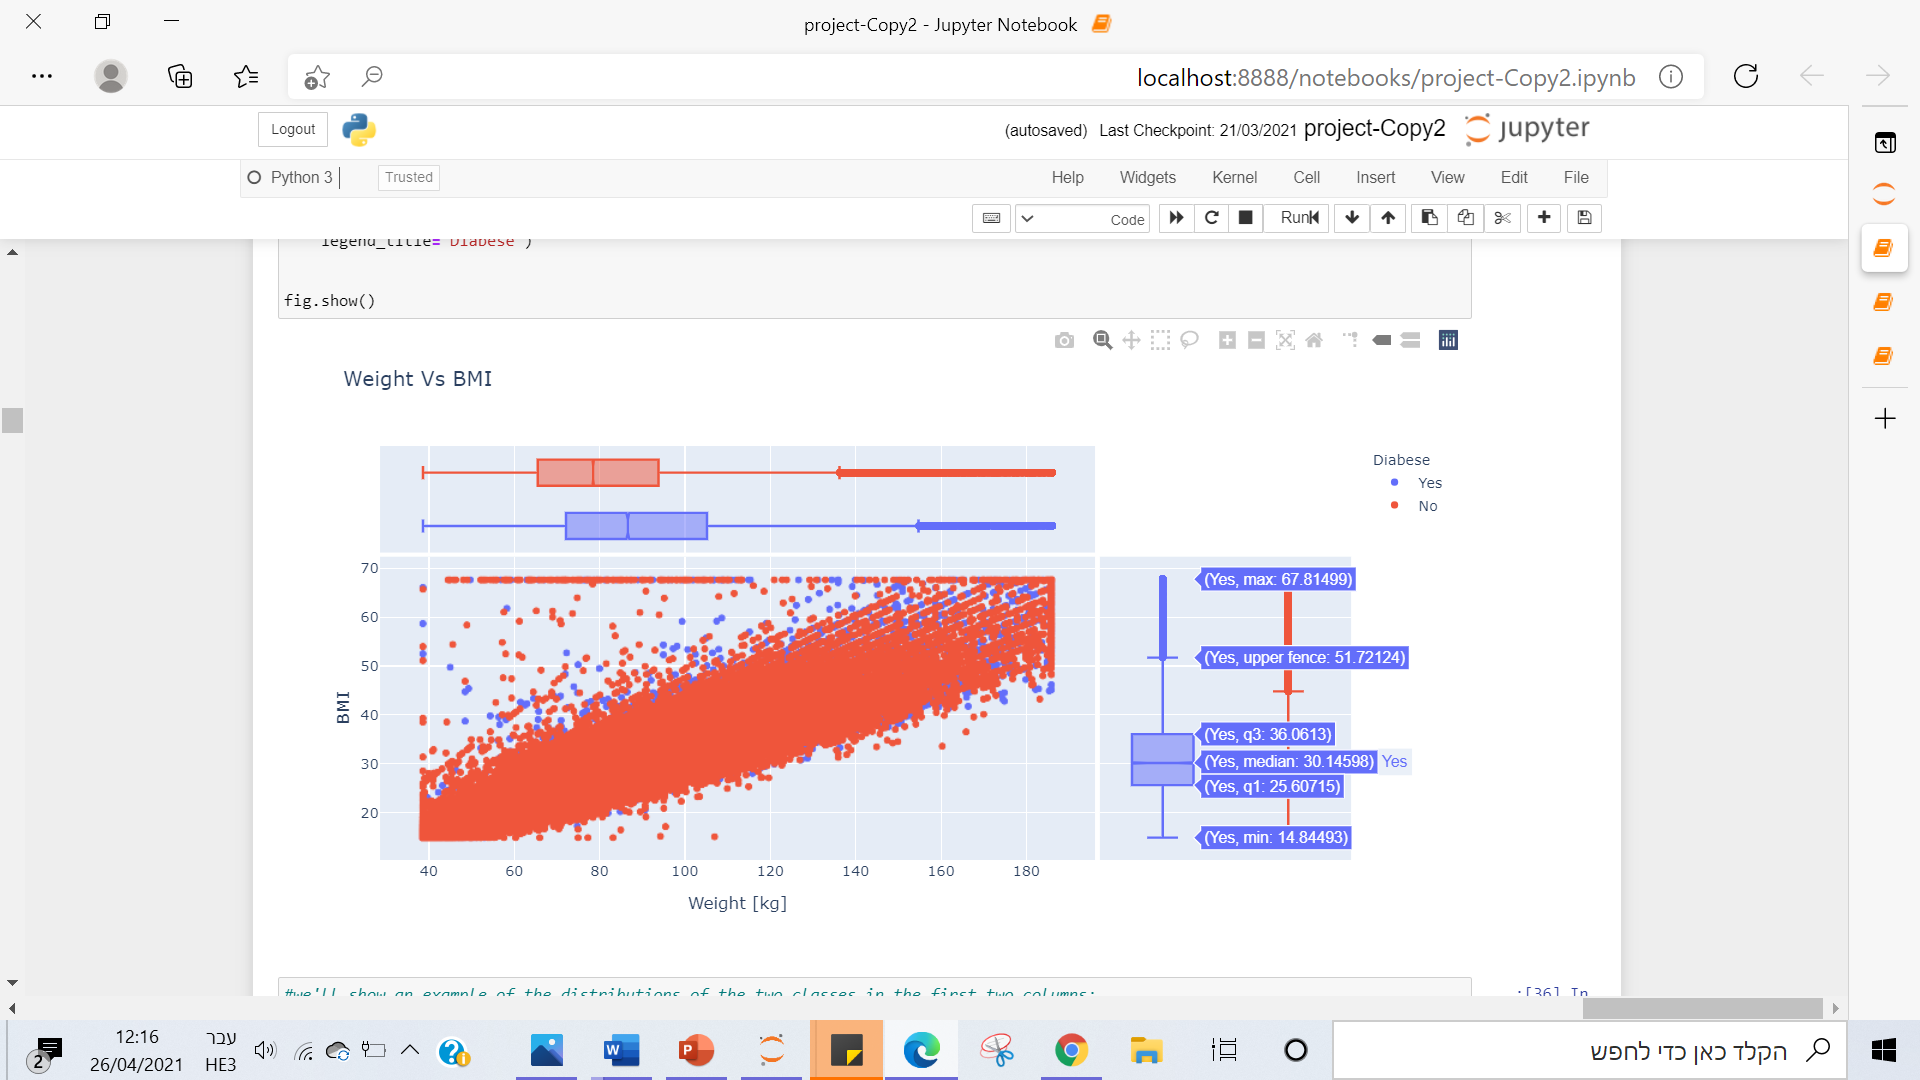 project-Copy2 - Jupyter Notebook
localhost:8888/notebooks/project-Copy2.ipynb
Logout
(autosaved) Last Checkpoint: 21/03/2021 project-Copy2 jupyter
Python 3 Trusted Help Widgets Kernel Cell Insert View Edit File
Code Run
legend_title="Diabese")
fig.show()
Weight Vs BMI
Diabese
Yes
No
70
60
50
40
30
20
BMI
40 60 80 100 120 140 160 180
Weight [kg]
(Yes, max: 67.81499)
(Yes, upper fence: 51.72124)
(Yes, q3: 36.0613)
(Yes, median: 30.14598) Yes
(Yes, q1: 25.60715)
(Yes, min: 14.84493)
#we'll show an example of the distributions of the two classes in the first two columns:
:[36] In
2
12:16
26/04/2021
עבר
HE3
הקלד כאן כדי לחפש